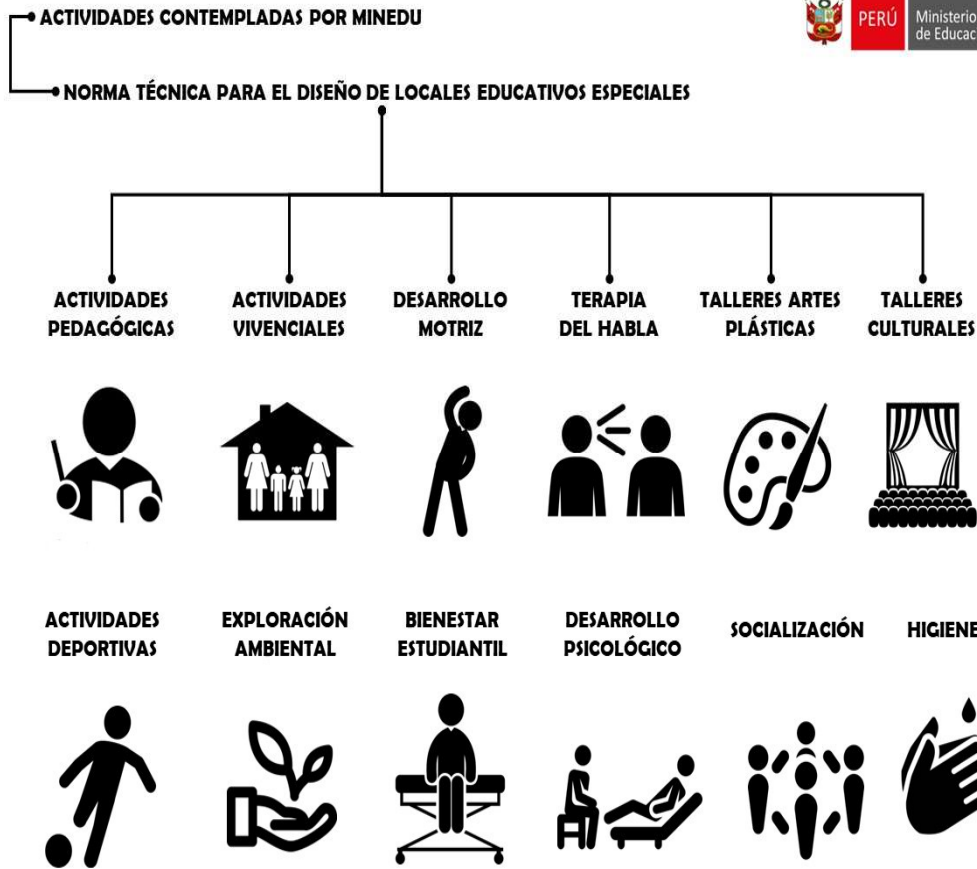 ACTIVIDADES CONTEMPLADAS POR MINEDU
PERÚ
Ministerio
de Educac
NORMA TÉCNICA PARA EL DISEÑO DE LOCALES EDUCATIVOS ESPECIALES
ACTIVIDADES
PEDAGÓGICAS
ACTIVIDADES
VIVENCIALES
DESARROLLO
MOTRIZ
TERAPIA
DEL HABLA
TALLERES ARTES
PLÁSTICAS
TALLERES
CULTURALES
ACTIVIDADES
DEPORTIVAS
EXPLORACIÓN
AMBIENTAL
BIENESTAR
ESTUDIANTIL
DESARROLLO
PSICOLÓGICO
SOCIALIZACIÓN
HIGIENE